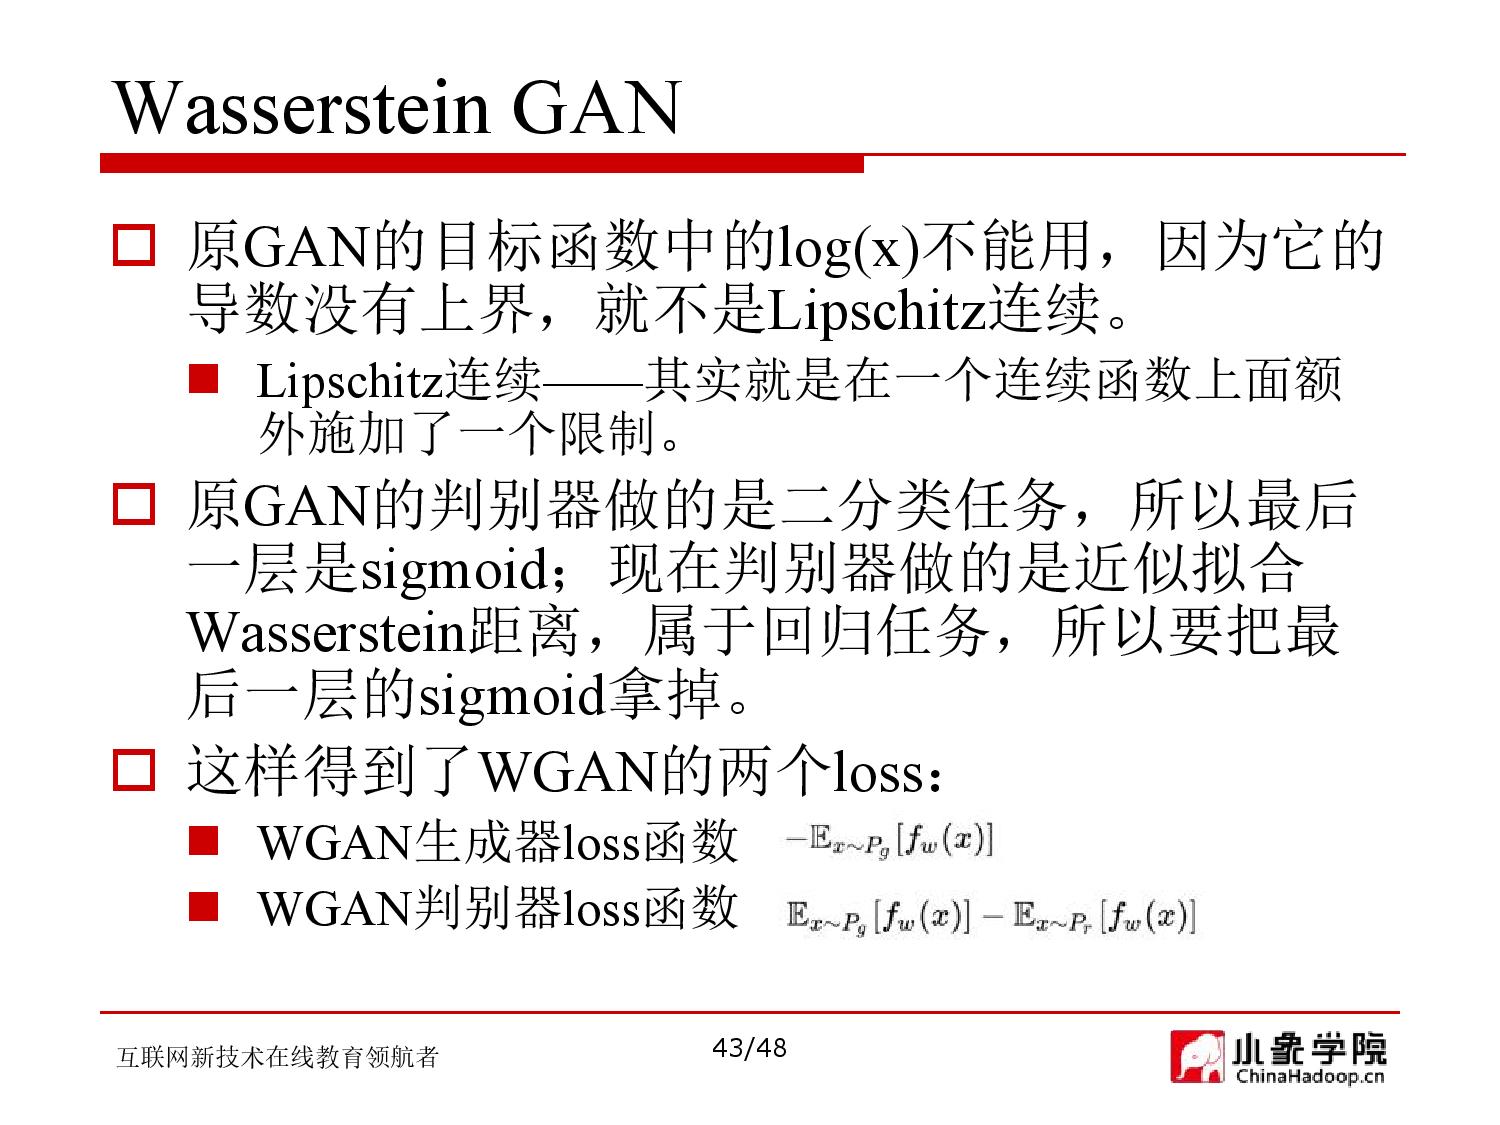 Wasserstein GAN
原GAN的目标函数中的log(x)不能用，因为它的
导数没有上界，就不是Lipschitz连续。
Lipschitz连续——其实就是在一个连续函数上面额
外施加了一个限制。
原GAN的判别器做的是二分类任务，所以最后
一层是sigmoid；现在判别器做的是近似拟合
Wasserstein距离，属于回归任务，所以要把最
后一层的sigmoid拿掉。
这样得到了WGAN的两个loss：
WGAN生成器loss函数 $-\mathbb{E}_{x\sim P_g}[f_w(x)]$
WGAN判别器loss函数 $\mathbb{E}_{x\sim P_g}[f_w(x)]-\mathbb{E}_{x\sim P_r}[f_w(x)]$
互联网新技术在线教育领航者
43/48
小象学院
ChinaHadoop.cn